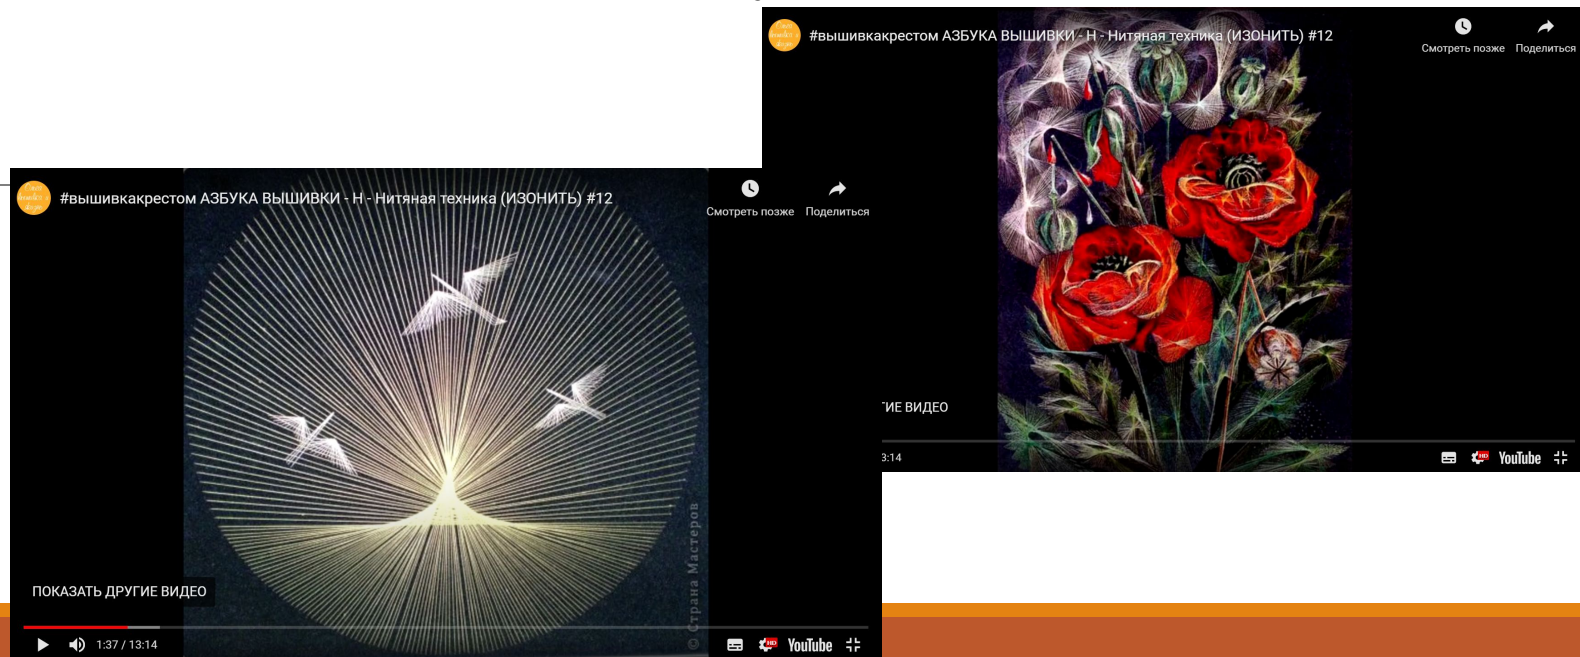 #вышивкакрестом АЗБУКА ВЫШИВКИ - Н - Нитяная техника (ИЗОНИТЬ) #12
Смотреть позже
Поделиться
ИЕ ВИДЕО
3:14
YouTube
#вышивкакрестом АЗБУКА ВЫШИВКИ - Н - Нитяная техника (ИЗОНИТЬ) #12
Смотреть позже
Поделиться
© Страна Мастеров
ПОКАЗАТЬ ДРУГИЕ ВИДЕО
1:37 / 13:14
HD
YouTube